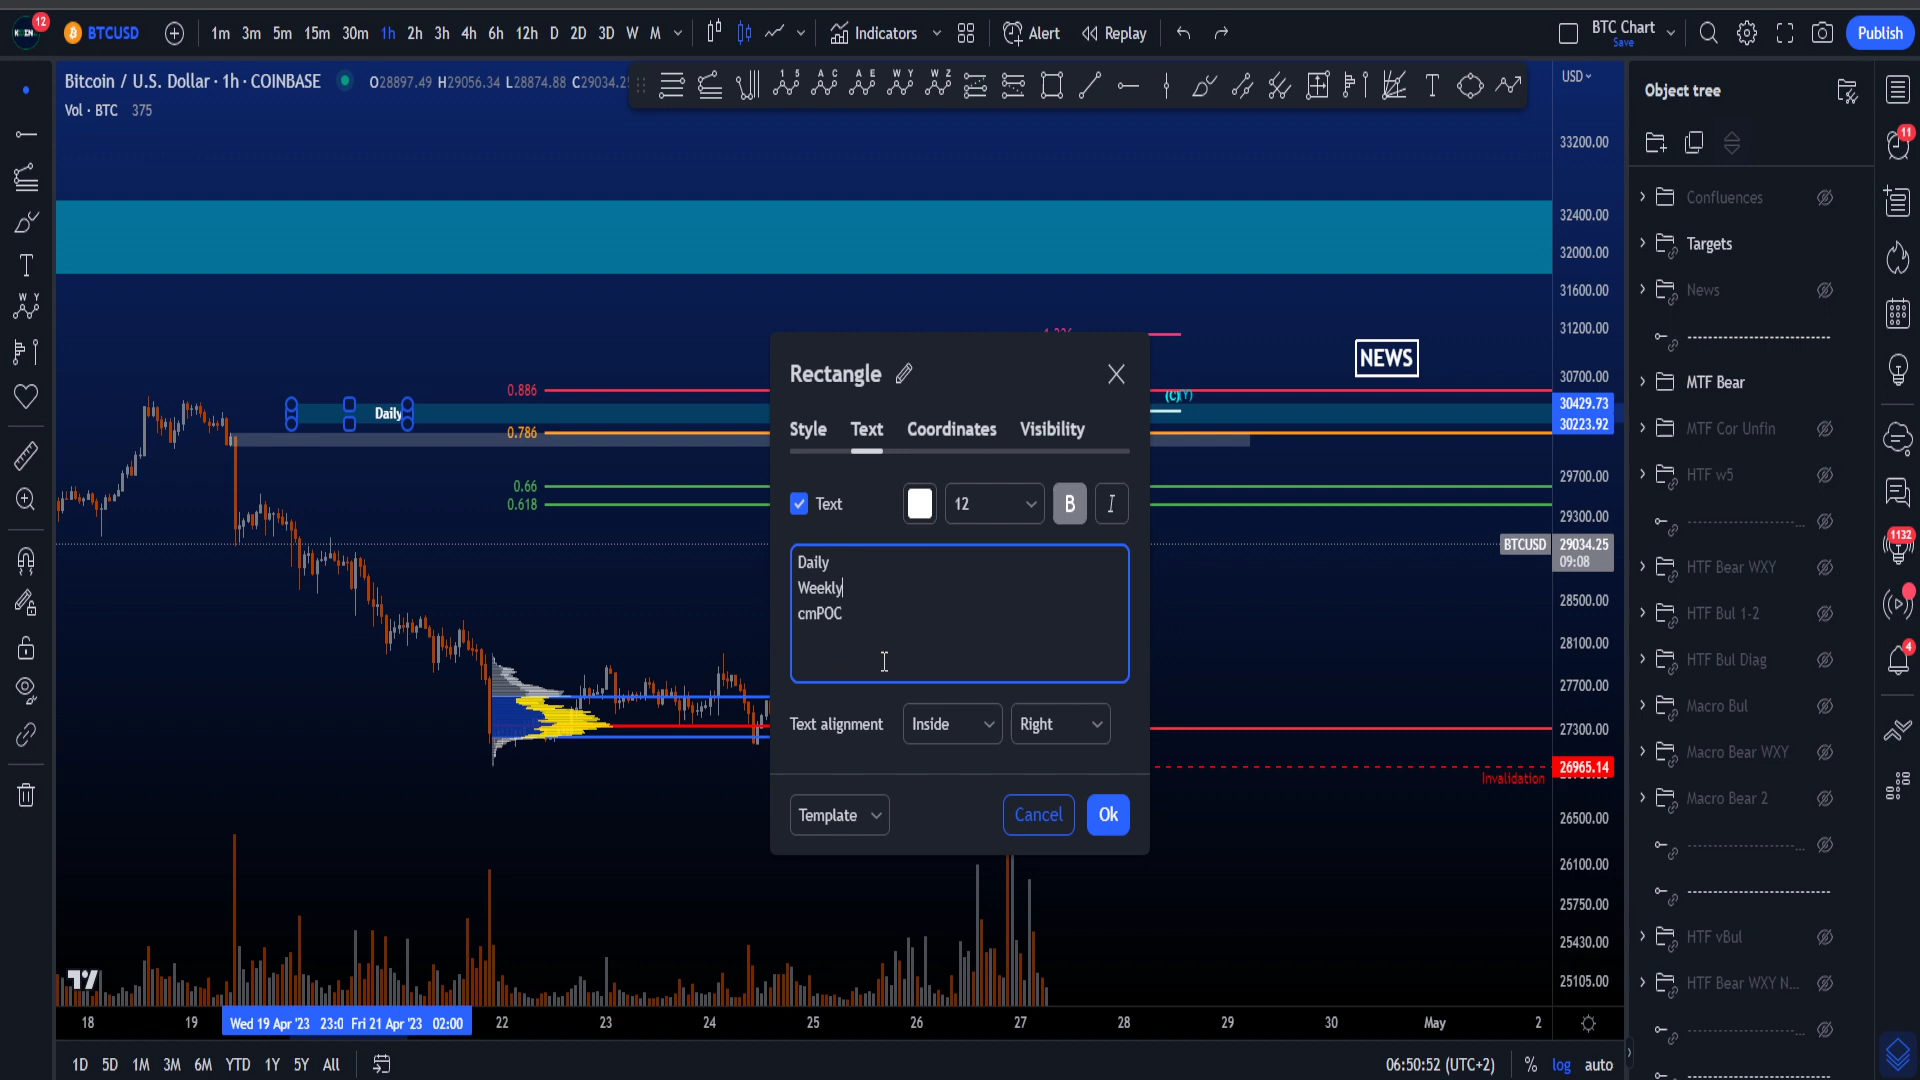 12
BTCUSD
1m 3m 5m 15m 30m 1h 2h 3h 4h 6h 12h D 2D 3D W M
Indicators
Alert
Replay
BTC Chart
Save
Publish
Bitcoin / U.S. Dollar · 1h · COINBASE
O28897.49 H29056.34 L28874.88 C29034.2
Vol · BTC 375
USD
Object tree
33200.00
32400.00
32000.00
31600.00
31200.00
30700.00
30429.73
30223.92
29700.00
29300.00
BTCUSD 29034.25
09:08
28500.00
28100.00
27700.00
27300.00
26965.14
Invalidation
26500.00
26100.00
25750.00
25430.00
25105.00
NEWS
(C)(Y)
0.886
Daily
0.786
0.66
0.618
Rectangle
Style Text Coordinates Visibility
Text
12
B
I
Daily
Weekly
cmPOC
Text alignment
Inside
Right
Template
Cancel
Ok
Confluences
Targets
News
MTF Bear
MTF Cor Unfin
HTF w5
HTF Bear WXY
HTF Bul 1-2
HTF Bul Diag
Macro Bul
Macro Bear WXY
Macro Bear 2
HTF vBul
HTF Bear WXY N...
11
1132
4
18 19 Wed 19 Apr '23 23:0 Fri 21 Apr '23 02:00 22 23 24 25 26 27 28 29 30 May 2
1D 5D 1M 3M 6M YTD 1Y 5Y All
06:50:52 (UTC+2)
% log auto